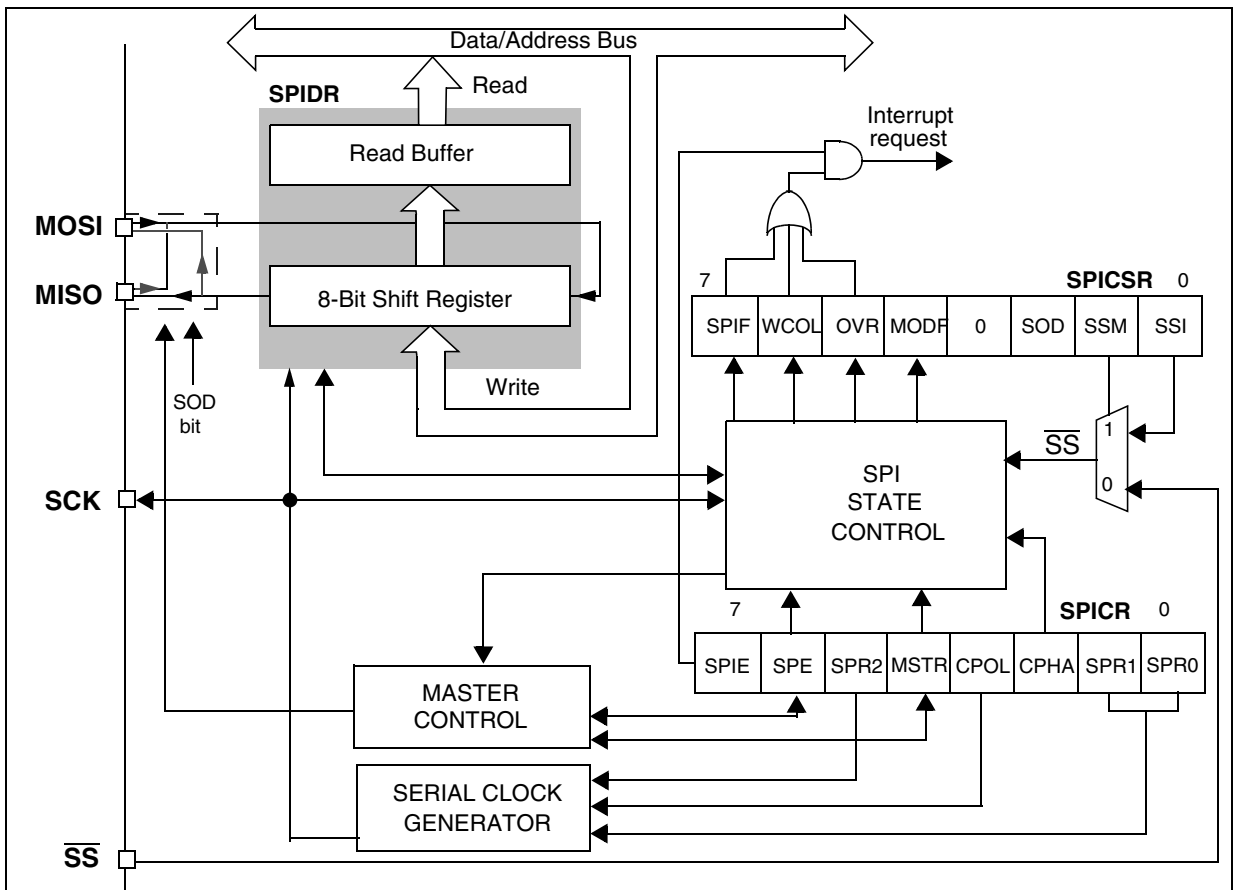 Data/Address Bus
Read
SPIDR
Read Buffer
Interrupt
request
MOSI
MISO
8-Bit Shift Register
7
SPICSR
0
SPIF
WCOL
OVR
MODF
0
SOD
SSM
SSI
Write
SOD
bit
1
SS
0
SCK
SPI
STATE
CONTROL
7
SPICR
0
SPIE
SPE
SPR2
MSTR
CPOL
CPHA
SPR1
SPR0
MASTER
CONTROL
SERIAL CLOCK
GENERATOR
SS